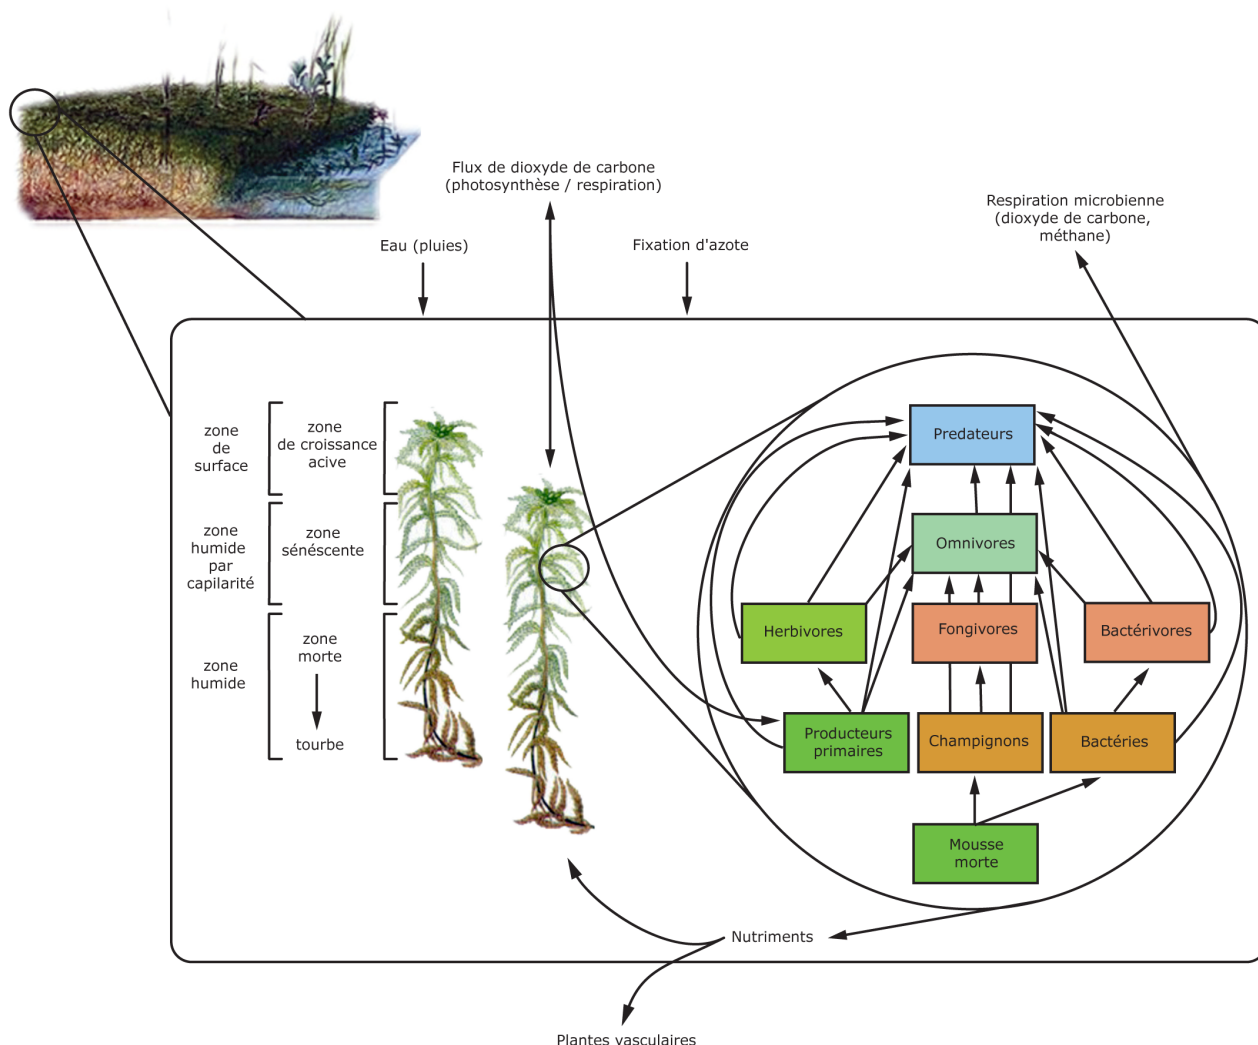 Flux de dioxyde de carbone
(photosynthèse / respiration)
Respiration microbienne
(dioxyde de carbone,
méthane)
Eau (pluies)
Fixation d'azote
zone
de
surface
zone
de croissance
acive
zone
humide
par
capilarité
zone
sénéscente
zone
humide
zone
morte
tourbe
Predateurs
Omnivores
Herbivores
Fongivores
Bactérivores
Producteurs
primaires
Champignons
Bactéries
Mousse
morte
Nutriments
Plantes vasculaires